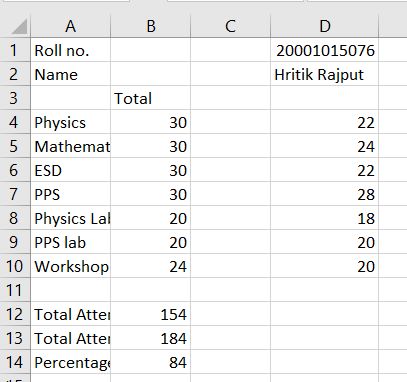 A B C D
1 Roll no. 20001015076
2 Name Hritik Rajput
3 Total
4 Physics 30 22
5 Mathemat 30 24
6 ESD 30 22
7 PPS 30 28
8 Physics Lal 20 18
9 PPS lab 20 20
10 Workshop 24 20
11
12 Total Atter 154
13 Total Atter 184
14 Percentage 84